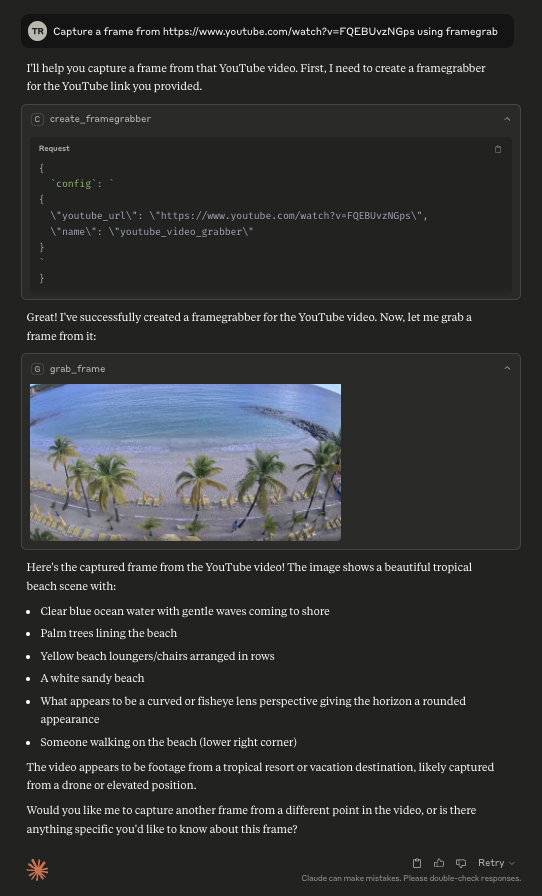 TR Capture a frame from https://www.youtube.com/watch?v=FQEBUvzNGps using framegrab
I'll help you capture a frame from that YouTube video. First, I need to create a framegrabber
for the YouTube link you provided.
C create_framegrabber
Request
{
`config`: `
{
\"youtube_url\": \"https://www.youtube.com/watch?v=FQEBUvzNGps\",
\"name\": \"youtube_video_grabber\"
}
`
}
Great! I've successfully created a framegrabber for the YouTube video. Now, let me grab a
frame from it:
G grab_frame
Here's the captured frame from the YouTube video! The image shows a beautiful tropical
beach scene with:
• Clear blue ocean water with gentle waves coming to shore
• Palm trees lining the beach
• Yellow beach loungers/chairs arranged in rows
• A white sandy beach
• What appears to be a curved or fisheye lens perspective giving the horizon a rounded
appearance
• Someone walking on the beach (lower right corner)
The video appears to be footage from a tropical resort or vacation destination, likely captured
from a drone or elevated position.
Would you like me to capture another frame from a different point in the video, or is there
anything specific you'd like to know about this frame?
Retry
Claude can make mistakes. Please double-check responses.